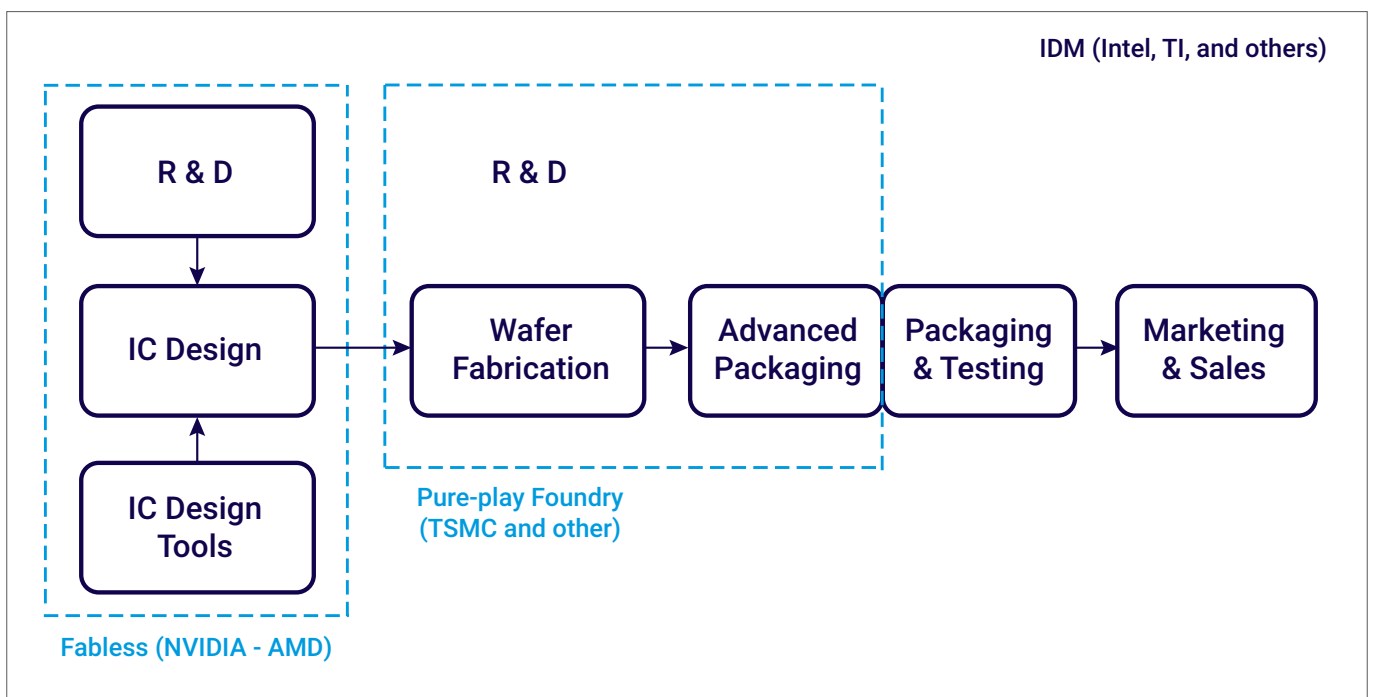 IDM (Intel, TI, and others)
R & D
R & D
IC Design
Wafer
Fabrication
Advanced
Packaging
Packaging
& Testing
Marketing
& Sales
IC Design
Tools
Pure-play Foundry
(TSMC and other)
Fabless (NVIDIA - AMD)